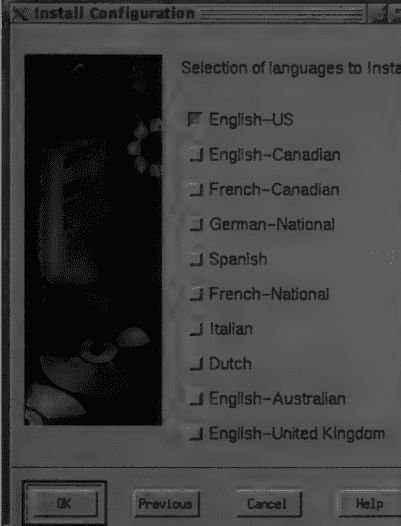 Install Configuration
Selection of languages to Insta
English-US
English-Canadian
French-Canadian
German-National
Spanish
French-National
Italian
Dutch
English-Australian
English-United Kingdom
OK Previous Cancel Help